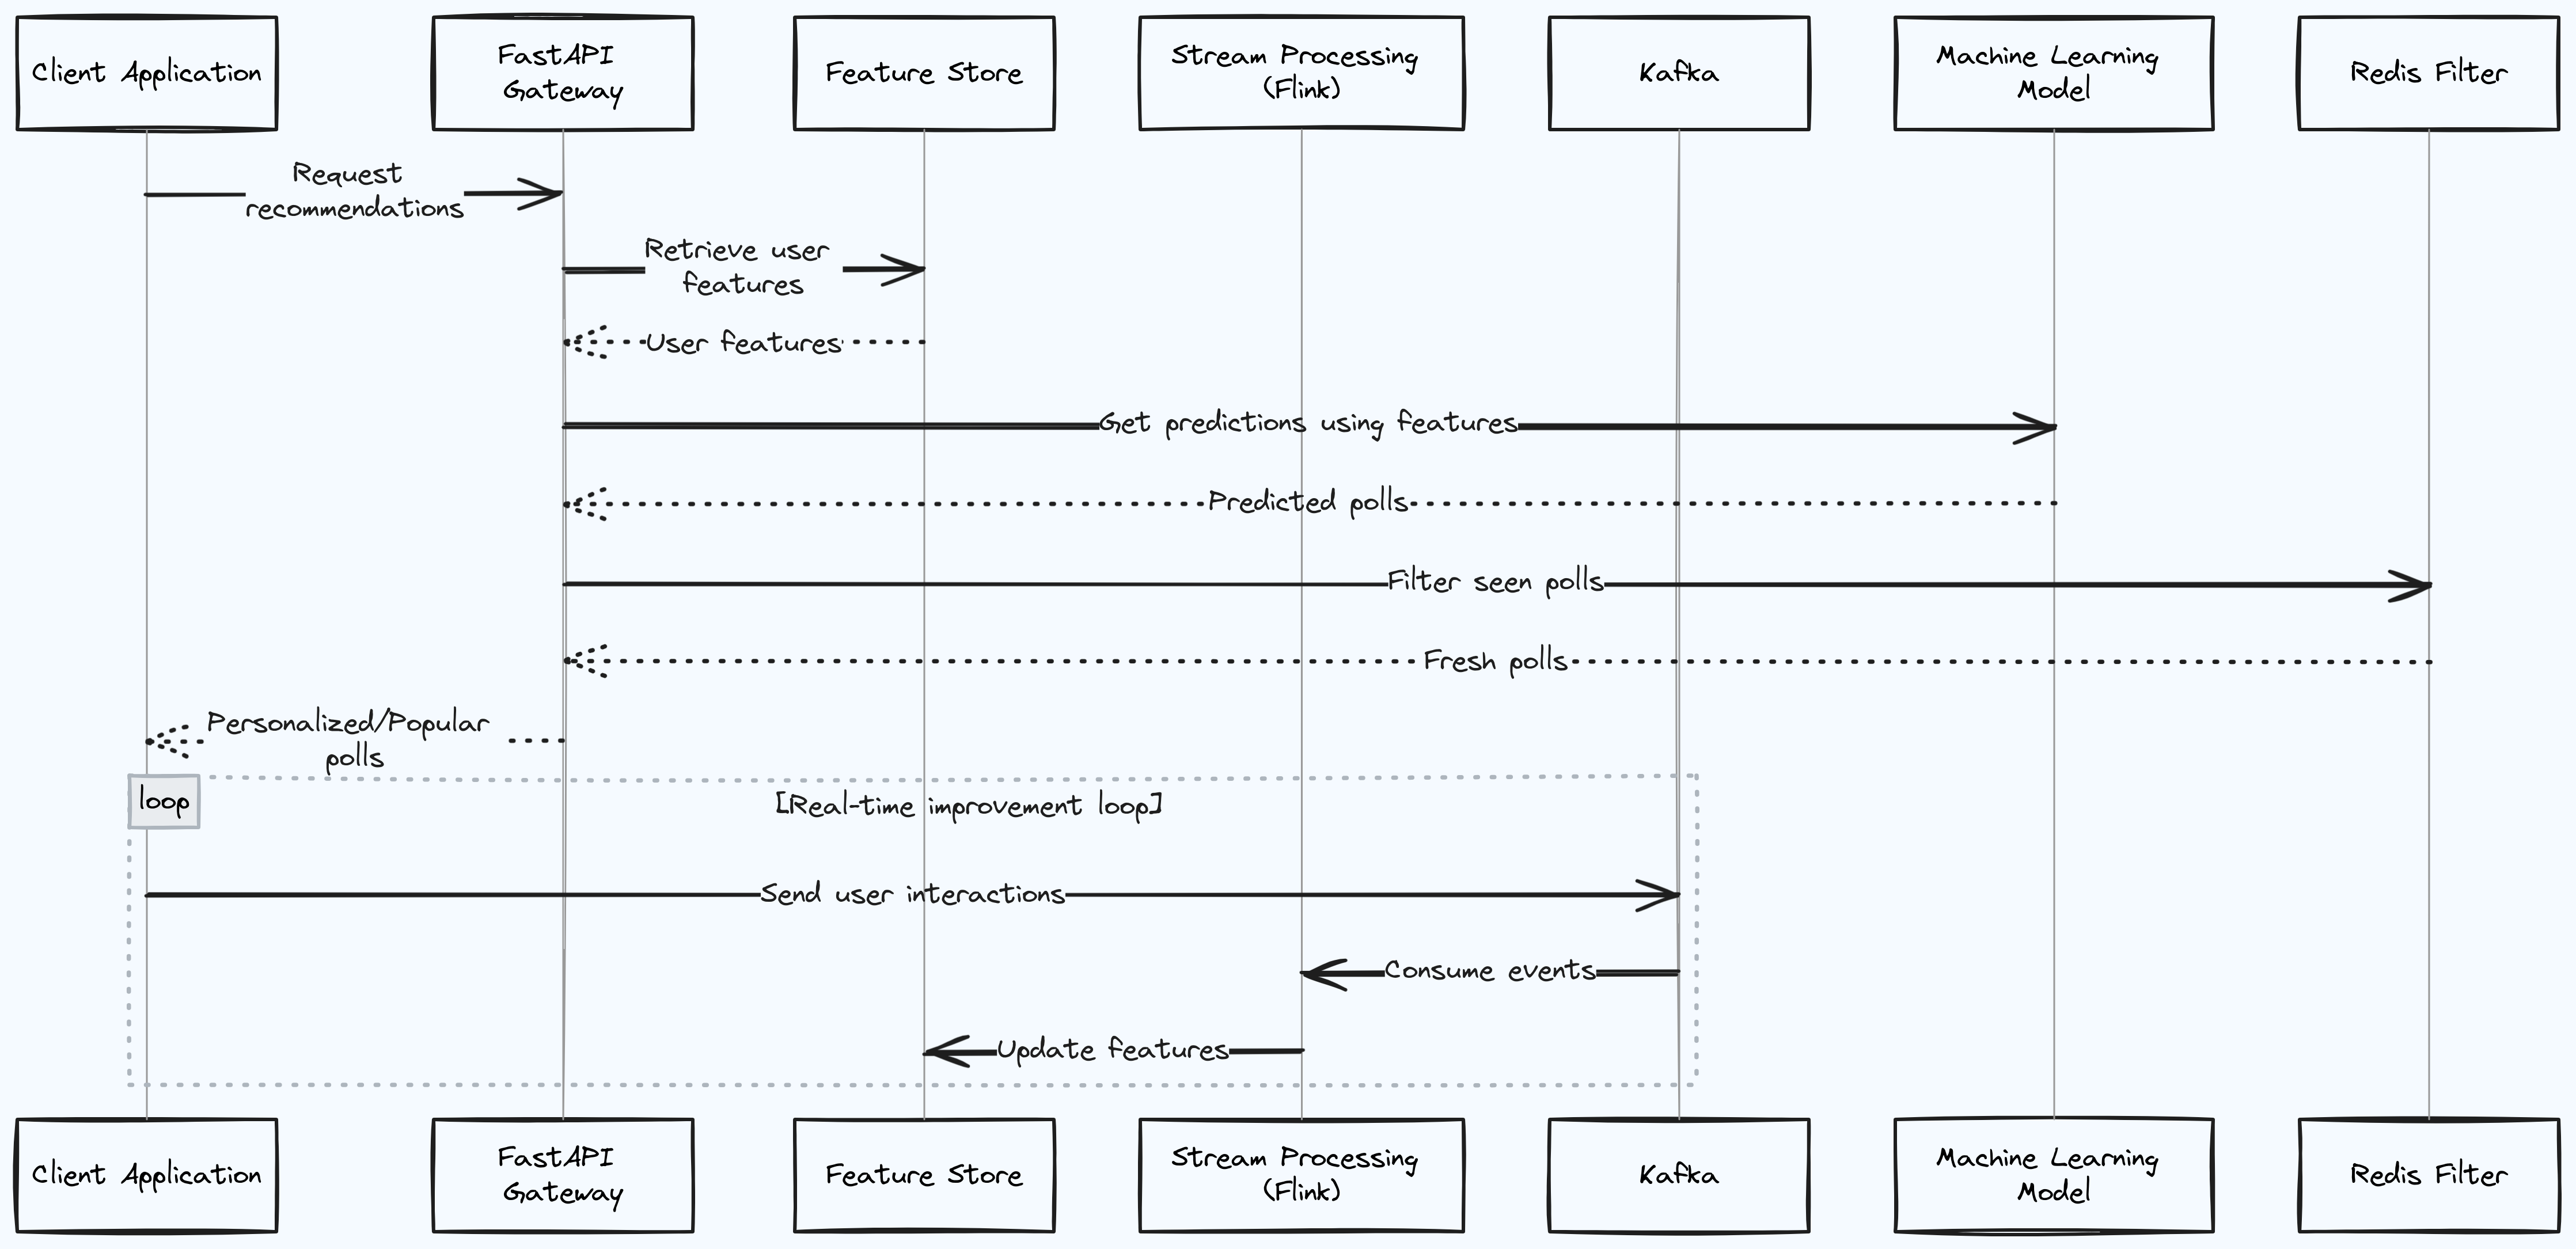 Client Application
FastAPI
Gateway
Feature Store
Stream Processing
(Flink)
Kafka
Machine Learning
Model
Redis Filter
Request
recommendations
Retrieve user
features
User features
Get predictions using features
Predicted polls
Filter seen polls
Fresh polls
Personalized/Popular
polls
loop
[Real-time improvement loop]
Send user interactions
Consume events
Update features
Client Application
FastAPI
Gateway
Feature Store
Stream Processing
(Flink)
Kafka
Machine Learning
Model
Redis Filter